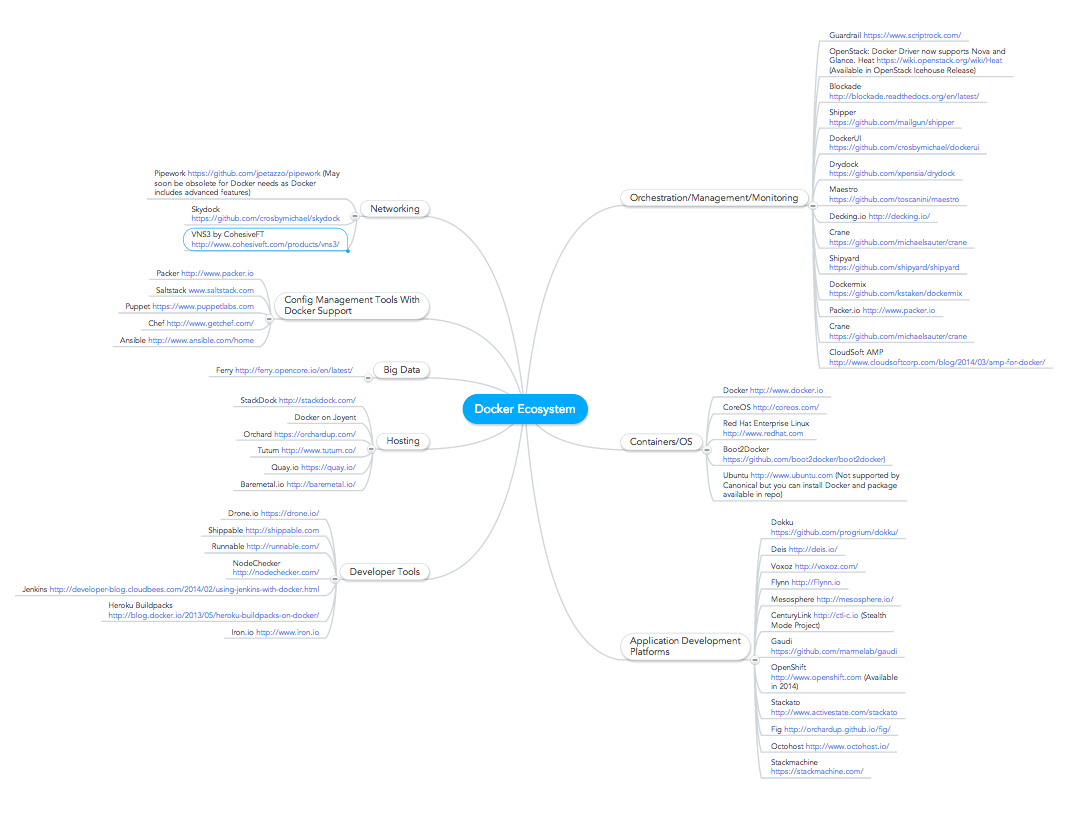 Docker Ecosystem
Networking
Pipework https://github.com/jpetazzo/pipework (May
soon be obsolete for Docker needs as Docker
includes advanced features)
Skydock
https://github.com/crosbymichael/skydock
VNS3 by CohesiveFT
http://www.cohesiveft.com/products/vns3/
Config Management Tools With
Docker Support
Packer http://www.packer.io
Saltstack www.saltstack.com
Puppet https://www.puppetlabs.com
Chef http://www.getchef.com/
Ansible http://www.ansible.com/home
Big Data
Ferry http://ferry.opencore.io/en/latest/
Hosting
StackDock http://stackdock.com/
Docker on Joyent
Orchard https://orchardup.com/
Tutum http://www.tutum.co/
Quay.io https://quay.io/
Baremetal.io http://baremetal.io/
Developer Tools
Drone.io https://drone.io/
Shippable http://shippable.com
Runnable http://runnable.com/
NodeChecker
http://nodechecker.com/
Jenkins http://developer-blog.cloudbees.com/2014/02/using-jenkins-with-docker.html
Heroku Buildpacks
http://blog.docker.io/2013/05/heroku-buildpacks-on-docker/
Iron.io http://www.iron.io
Orchestration/Management/Monitoring
Guardrail https://www.scriptrock.com/
OpenStack: Docker Driver now supports Nova and
Glance. Heat https://wiki.openstack.org/wiki/Heat
(Available in OpenStack Icehouse Release)
Blockade
http://blockade.readthedocs.org/en/latest/
Shipper
https://github.com/mailgun/shipper
DockerUI
https://github.com/crosbymichael/dockerui
Drydock
https://github.com/xpensia/drydock
Maestro
https://github.com/toscanini/maestro
Decking.io http://decking.io/
Crane
https://github.com/michaelsauter/crane
Shipyard
https://github.com/shipyard/shipyard
Dockermix
https://github.com/kstaken/dockermix
Packer.io http://www.packer.io
Crane
https://github.com/michaelsauter/crane
CloudSoft AMP
http://www.cloudsoftcorp.com/blog/2014/03/amp-for-docker/
Containers/OS
Docker http://www.docker.io
CoreOS http://coreos.com/
Red Hat Enterprise Linux
http://www.redhat.com
Boot2Docker
https://github.com/boot2docker/boot2docker)
Ubuntu http://www.ubuntu.com (Not supported by
Canonical but you can install Docker and package
available in repo)
Application Development
Platforms
Dokku
https://github.com/progrium/dokku/
Deis http://deis.io/
Voxoz http://voxoz.com/
Flynn http://Flynn.io
Mesosphere http://mesosphere.io/
CenturyLink http://ctl-c.io (Stealth
Mode Project)
Gaudi
https://github.com/marmelab/gaudi
OpenShift
http://www.openshift.com (Available
in 2014)
Stackato
http://www.activestate.com/stackato
Fig http://orchardup.github.io/fig/
Octohost http://www.octohost.io/
Stackmachine
https://stackmachine.com/